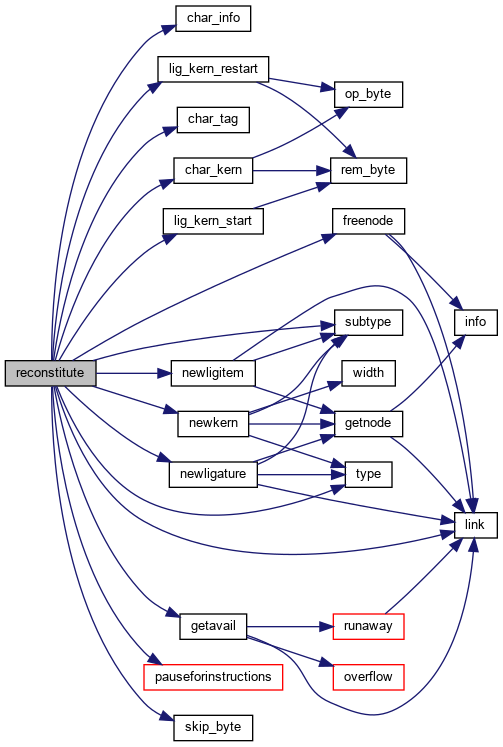 char_info
lig_kern_restart
op_byte
char_tag
char_kern
rem_byte
lig_kern_start
freenode
subtype
info
reconstitute
newligitem
width
newkern
getnode
newligature
type
link
getavail
runaway
pauseforinstructions
overflow
skip_byte